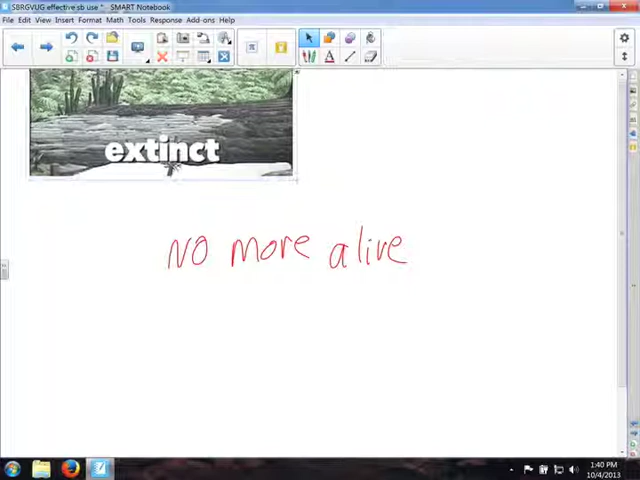 SBRGVUG effective sb use * - SMART Notebook
File Edit View Insert Format Math Tools Response Add-ons Help
extinct
No more alive
1:40 PM
10/4/2013